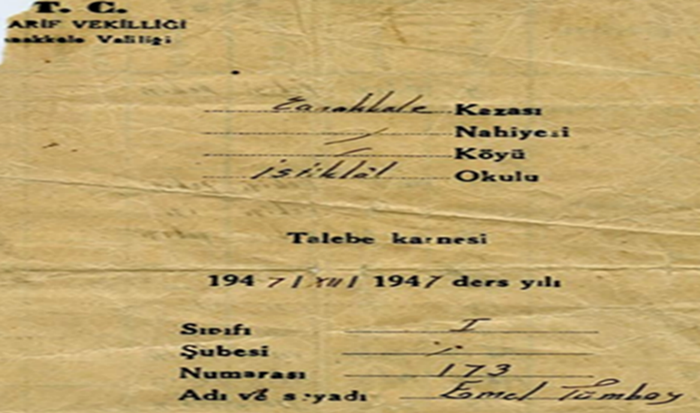 T. C.
ARİF VEKİLLİĞİ
nakkale Valiliği
Çanakkale Kazası
/ Nahiyesi
/ Köyü
istiklâl Okulu
Talebe karnesi
194 7 / XII / 1947 ders yılı
Sınıfı I
Şubesi
Numarası 173
Adı ve soyadı Emel Tümboy